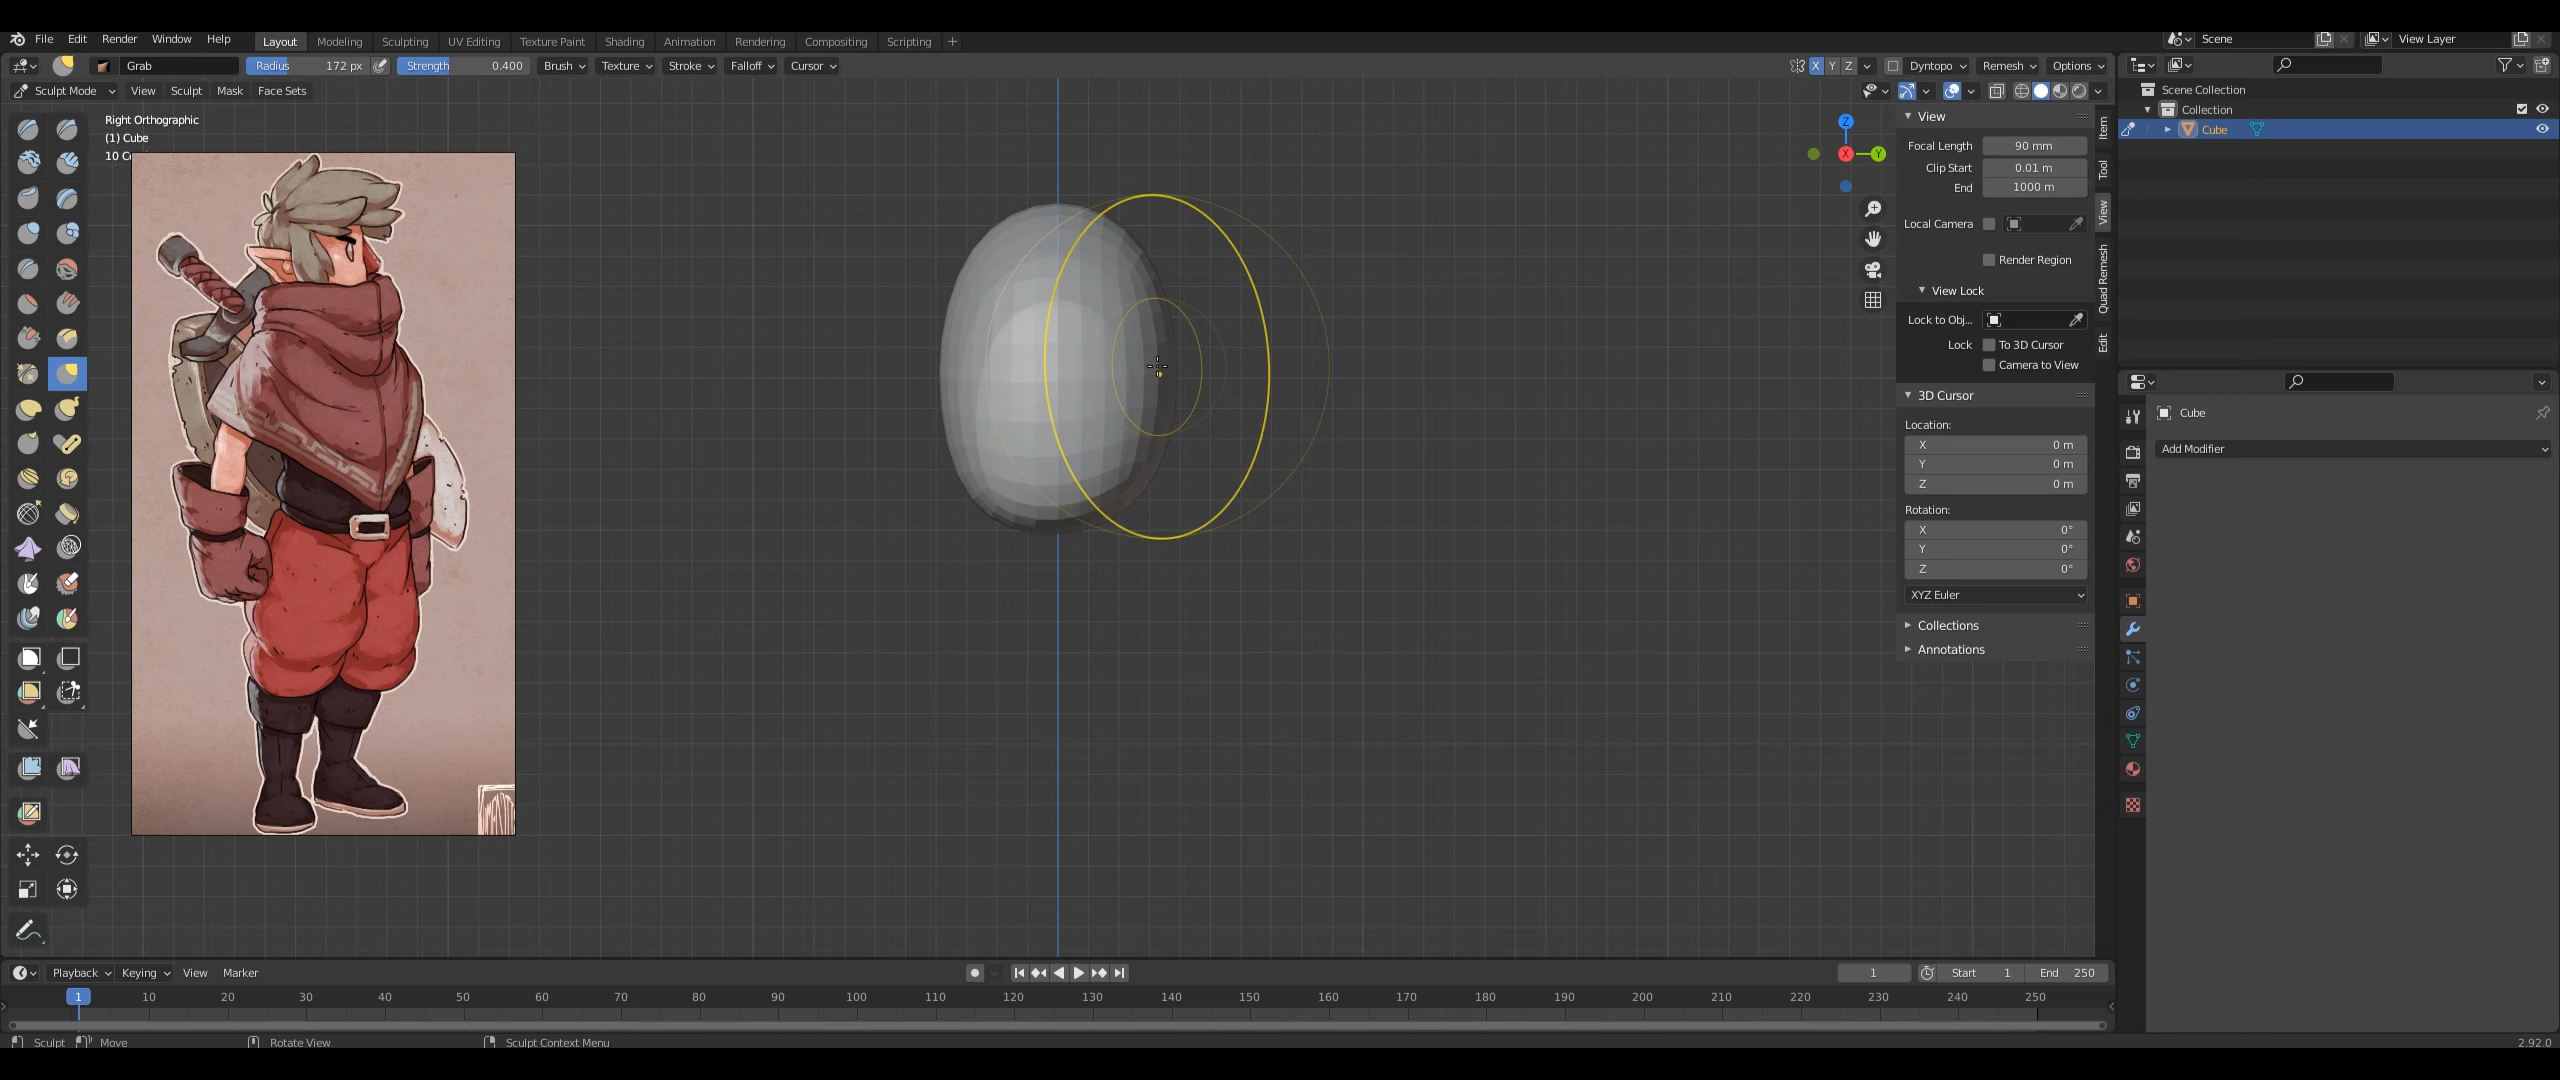 File Edit Render Window Help Layout Modeling Sculpting UV Editing Texture Paint Shading Animation Rendering Compositing Scripting + Scene View Layer
Grab Radius 172 px Strength 0.400 Brush Texture Stroke Falloff Cursor X Y Z Dyntopo Remesh Options
Sculpt Mode View Sculpt Mask Face Sets
Right Orthographic
(1) Cube
10
Z
X Y
View
Focal Length 90 mm
Clip Start 0.01 m
End 1000 m
Local Camera
Render Region
View Lock
Lock to Obj...
Lock To 3D Cursor
Camera to View
3D Cursor
Location:
X 0 m
Y 0 m
Z 0 m
Rotation:
X 0°
Y 0°
Z 0°
XYZ Euler
Collections
Annotations
Item
Tool
View
Quad Remesh
Edit
Scene Collection
Collection
Cube
Cube
Add Modifier
Playback Keying View Marker 1 Start 1 End 250
1 10 20 30 40 50 60 70 80 90 100 110 120 130 140 150 160 170 180 190 200 210 220 230 240 250
Sculpt Move Rotate View Sculpt Context Menu 2.92.0